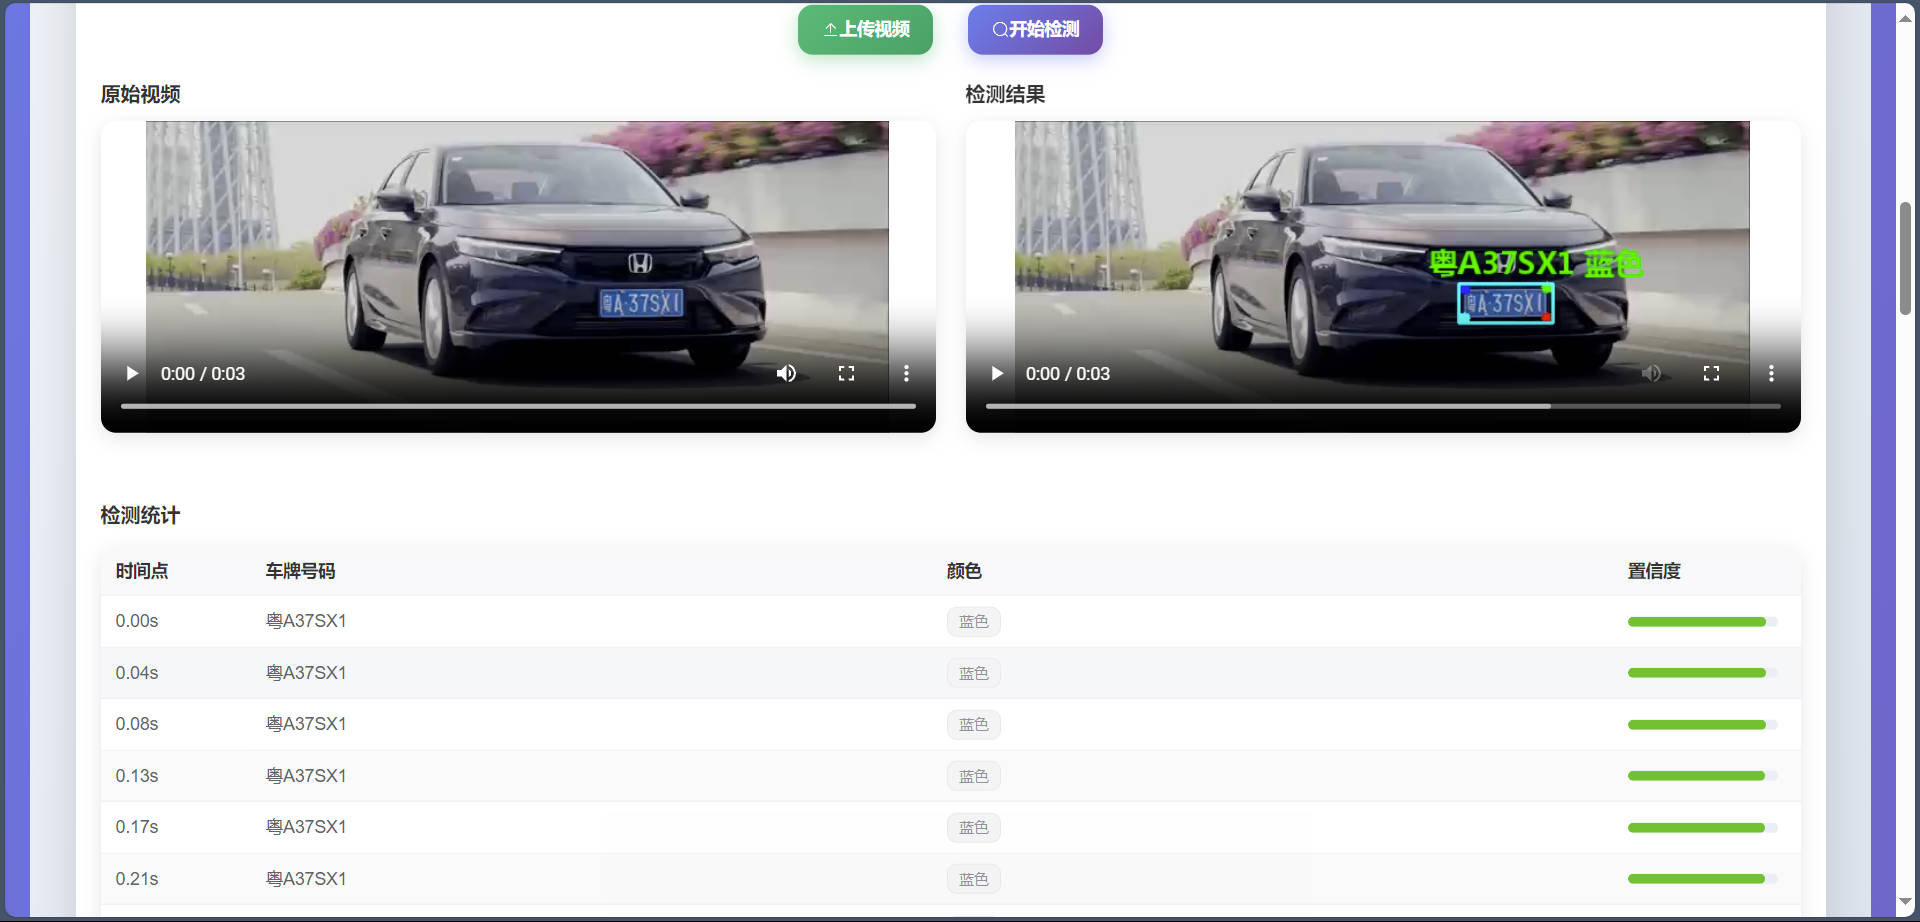 上传视频
开始检测
原始视频
检测结果
粤A·37SX1
粤A37SX1 蓝色
粤A·37SX1
0:00 / 0:03
0:00 / 0:03
检测统计
时间点 车牌号码 颜色 置信度
0.00s 粤A37SX1 蓝色
0.04s 粤A37SX1 蓝色
0.08s 粤A37SX1 蓝色
0.13s 粤A37SX1 蓝色
0.17s 粤A37SX1 蓝色
0.21s 粤A37SX1 蓝色